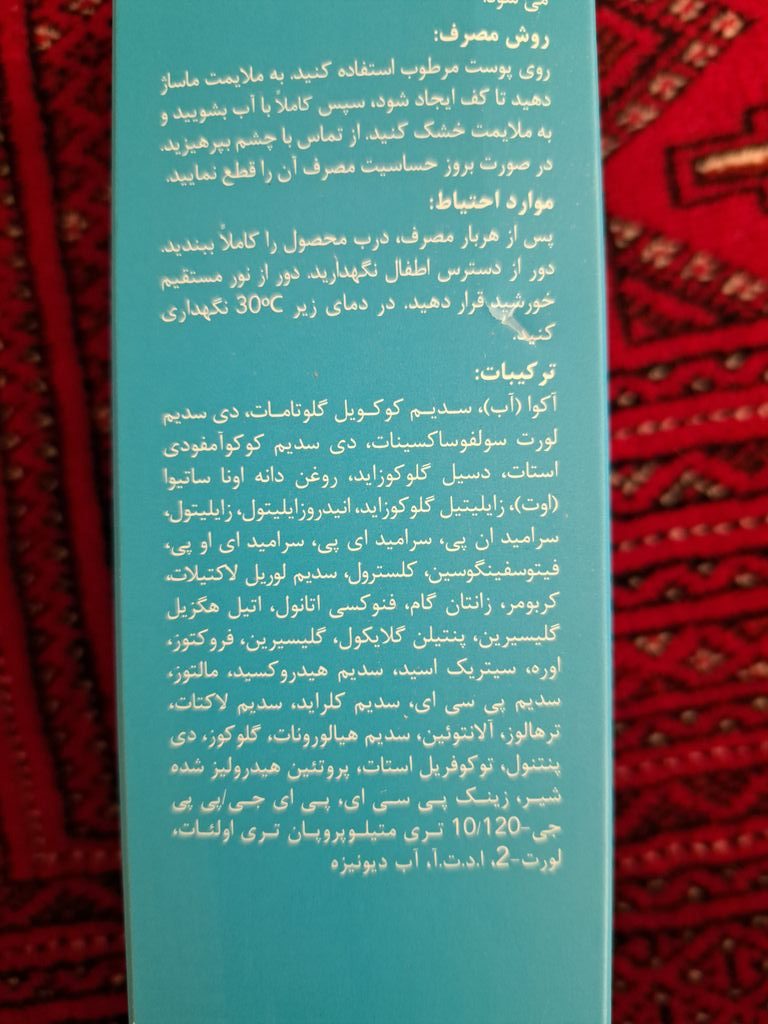 می شود.
روش مصرف:
روی پوست مرطوب استفاده کنید. به ملایمت ماساژ
دهید تا کف ایجاد شود، سپس کاملاً با آب بشویید و
به ملایمت خشک کنید. از تماس با چشم بپرهیزید.
در صورت بروز حساسیت مصرف آن را قطع نمایید.
موارد احتیاط:
پس از هربار مصرف، درب محصول را کاملاً ببندید.
دور از دسترس اطفال نگهدارید. دور از نور مستقیم
خورشید قرار دهید. در دمای زیر 30ºC نگهداری
کنید.
ترکیبات:
آکوا (آب)، سدیم کوکویل گلوتامات، دی سدیم
لورت سولفوساکسینات، دی سدیم کوکوآمفودی
استات، دسیل گلوکوزاید، روغن دانه اونا ساتیوا
(اوت)، زایلیتیل گلوکوزاید، انیدروزایلیتول، زایلیتول،
سرامید ان پی، سرامید ای پی، سرامید ای او پی،
فیتوسفینگوسین، کلسترول، سدیم لوریل لاکتیلات،
کربومر، زانتان گام، فنوکسی اتانول، اتیل هگزیل
گلیسیرین، پنتیلن گلایکول، گلیسیرین، فروکتوز،
اوره، سیتریک اسید، سدیم هیدروکسید، مالتوز،
سدیم پی سی ای، سدیم کلراید، سدیم لاکتات،
ترهالوز، آلانتوئین، سدیم هیالورونات، گلوکوز، دی
پنتنول، توکوفریل استات، پروتئین هیدرولیز شده
شیر، زینک پی سی ای، پی ای جی/پی پی
جی-10/120 تری متیلوپروپان تری اولئات،
لورت-2، ا.د.ت.آ، آب دیونیزه